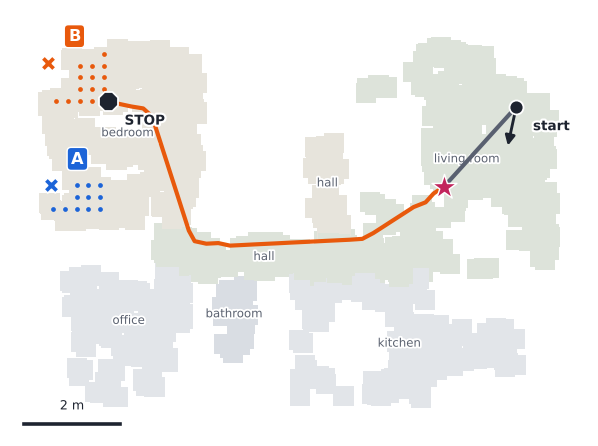 B
STOP
bedroom
start
living room
A
hall
hall
bathroom
office
kitchen
2 m